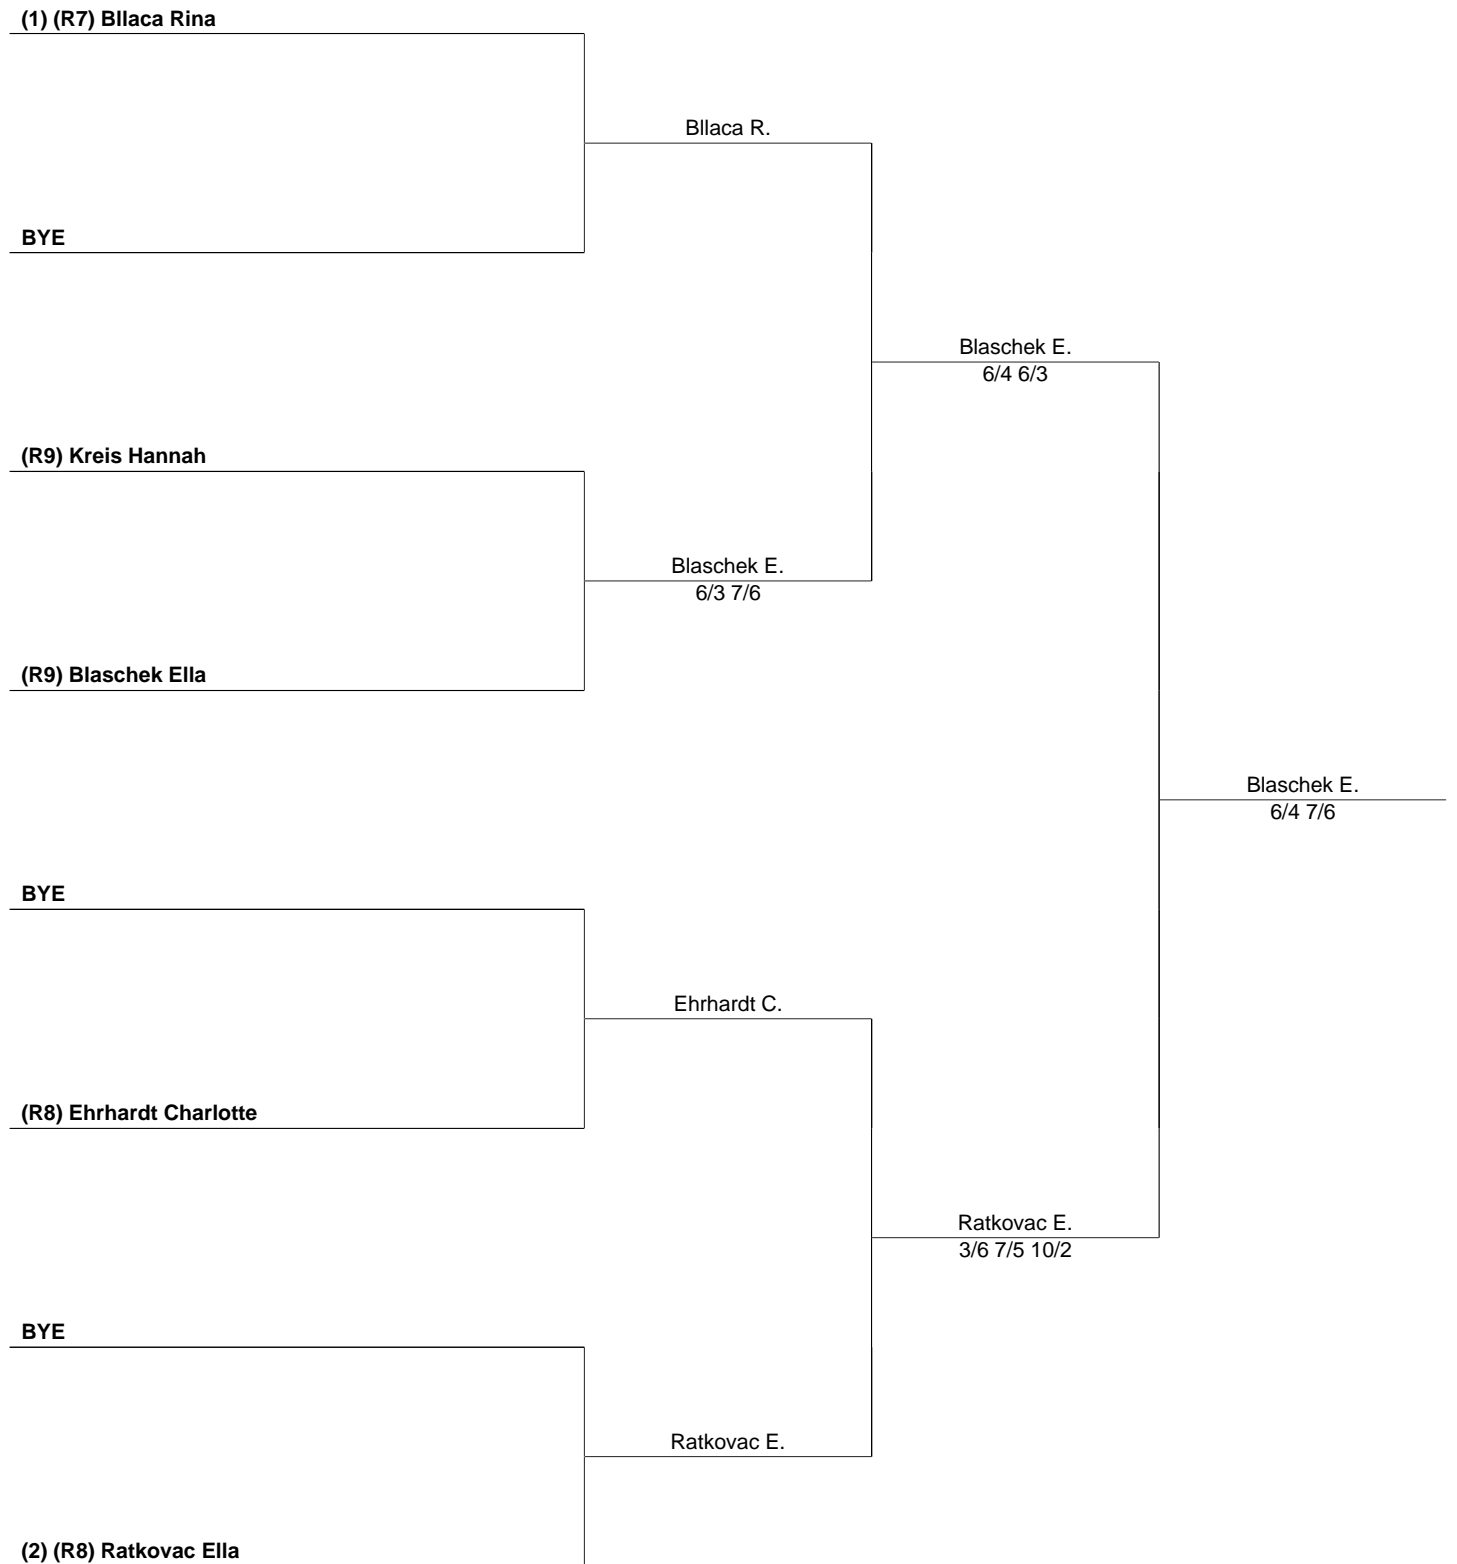 (1) (R7) Bllaca Rina
Bllaca R.
BYE
Blaschek E.
6/4 6/3
(R9) Kreis Hannah
Blaschek E.
6/3 7/6
(R9) Blaschek Ella
Blaschek E.
6/4 7/6
BYE
Ehrhardt C.
(R8) Ehrhardt Charlotte
Ratkovac E.
3/6 7/5 10/2
BYE
Ratkovac E.
(2) (R8) Ratkovac Ella